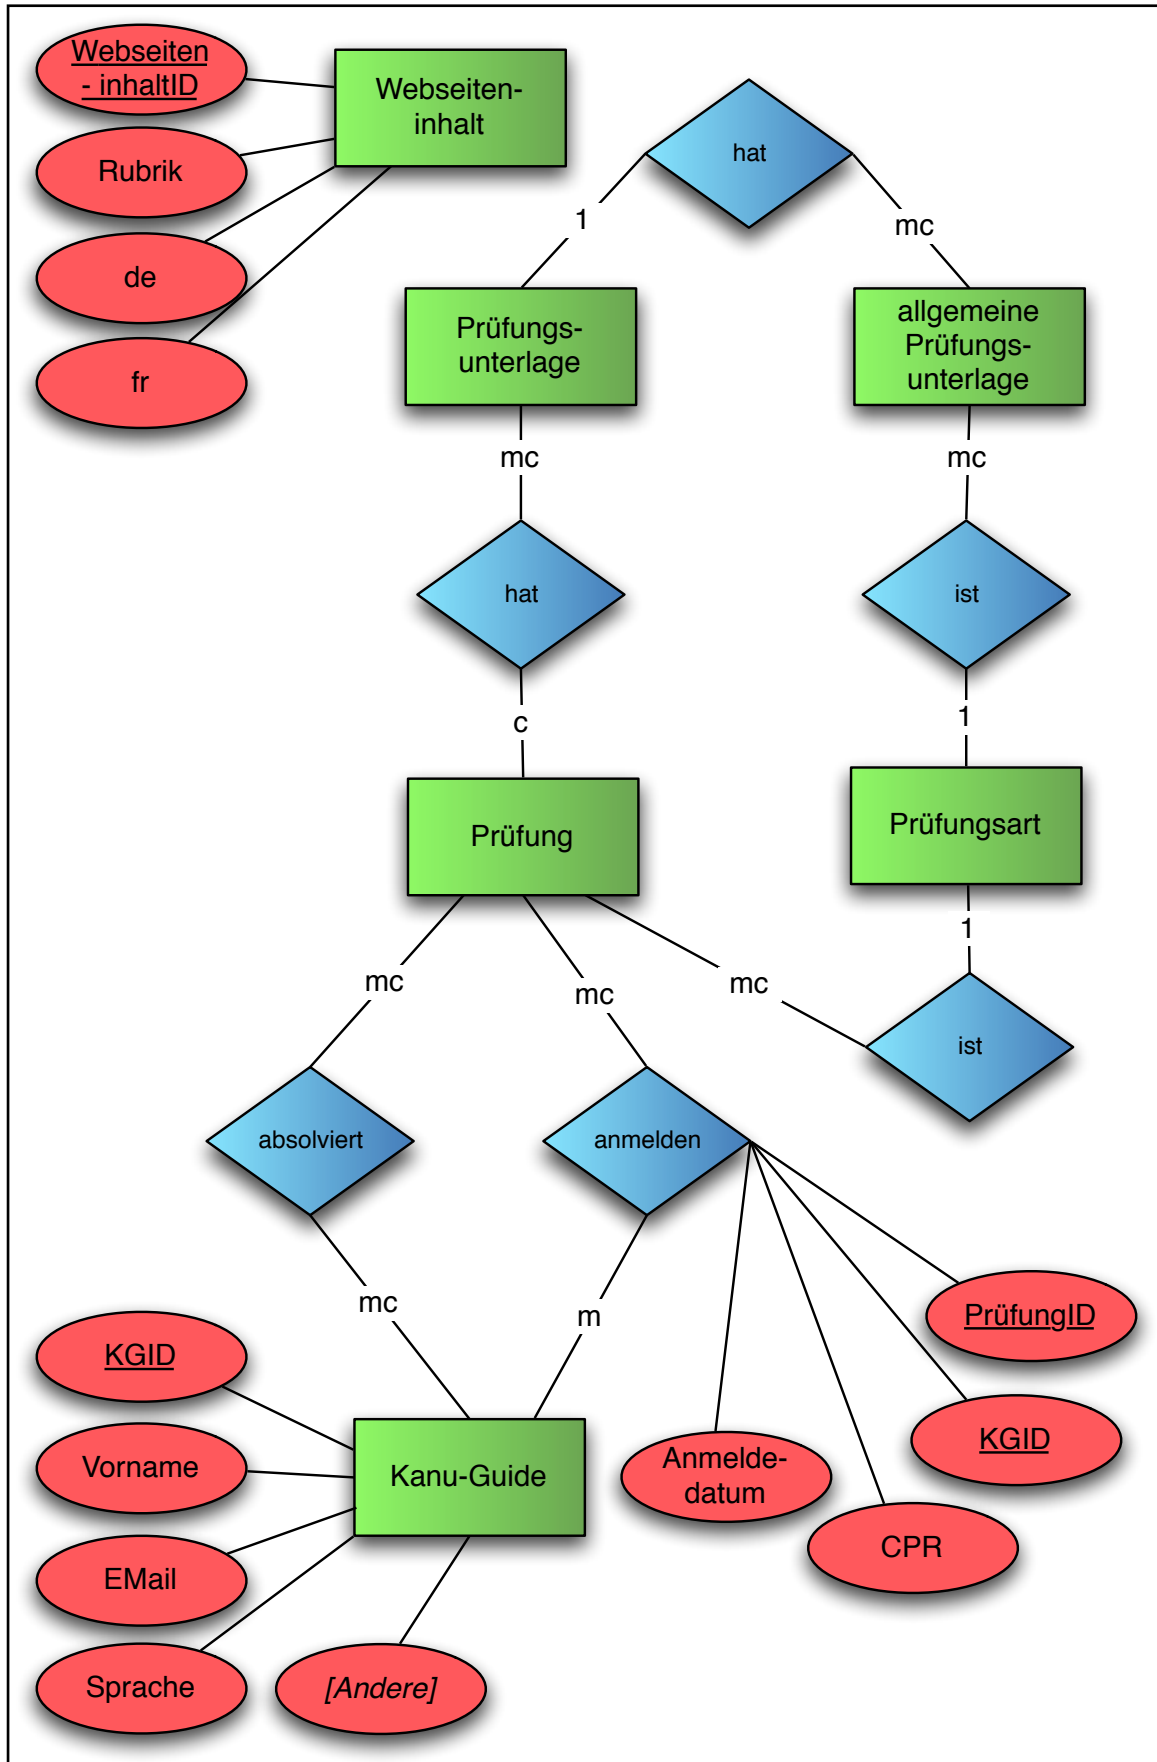 Webseiten
- inhaltID
Webseiten-
inhalt
Rubrik
de
fr
hat
1
mc
Prüfungs-
unterlage
allgemeine
Prüfungs-
unterlage
mc
mc
hat
ist
c
1
Prüfung
Prüfungsart
1
mc
mc
mc
ist
absolviert
anmelden
mc
m
PrüfungID
KGID
KGID
Vorname
Kanu-Guide
Anmelde-
datum
CPR
EMail
Sprache
[Andere]